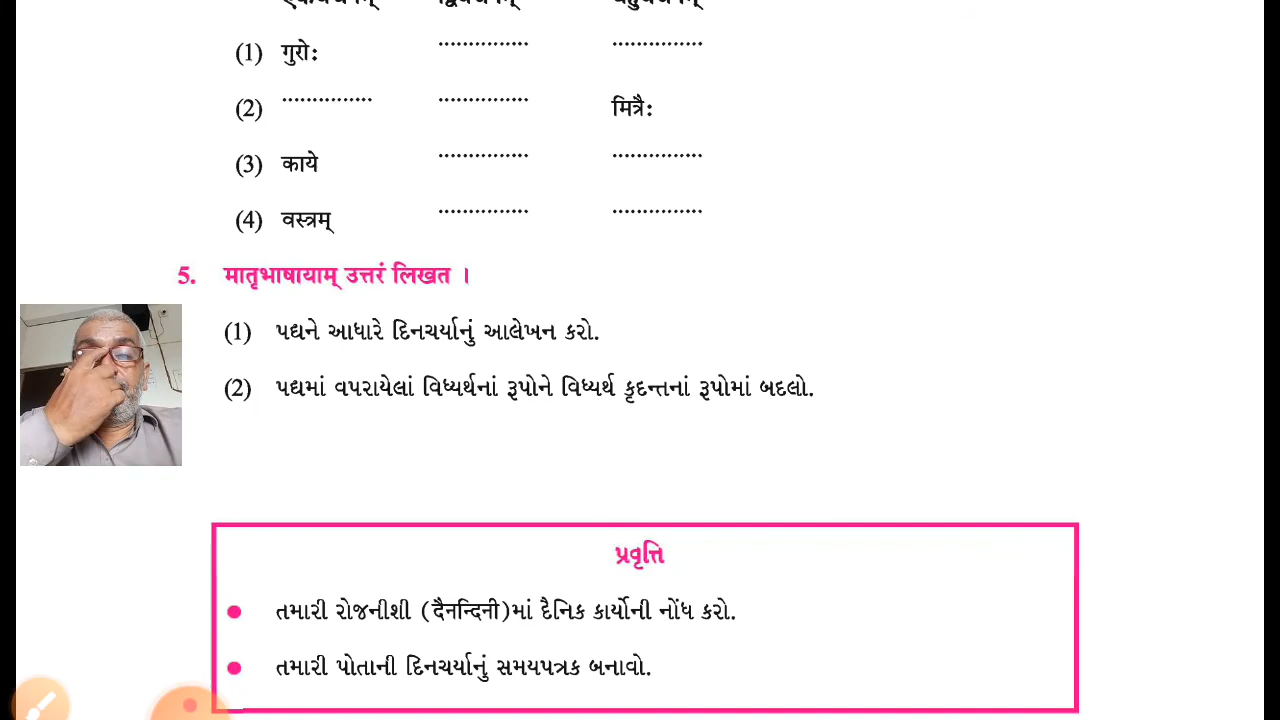 (1) गुरोः ............... ...............
(2) ............... ............... मित्रैः
(3) काये ............... ...............
(4) वस्त्रम् ............... ...............
5. मातृभाषायाम् उत्तरं लिखत ।
(1) પદ્યને આધારે દિનચર્યાનું આલેખન કરો.
(2) પદ્યમાં વપરાયેલાં વિધ્યર્થનાં રૂપોને વિધ્યર્થ કૃદન્તનાં રૂપોમાં બદલો.
પ્રવૃત્તિ
● તમારી રોજનીશી (दैनन्दिनी)માં દૈનિક કાર્યોની નોંધ કરો.
● તમારી પોતાની દિનચર્યાનું સમયપત્રક બનાવો.